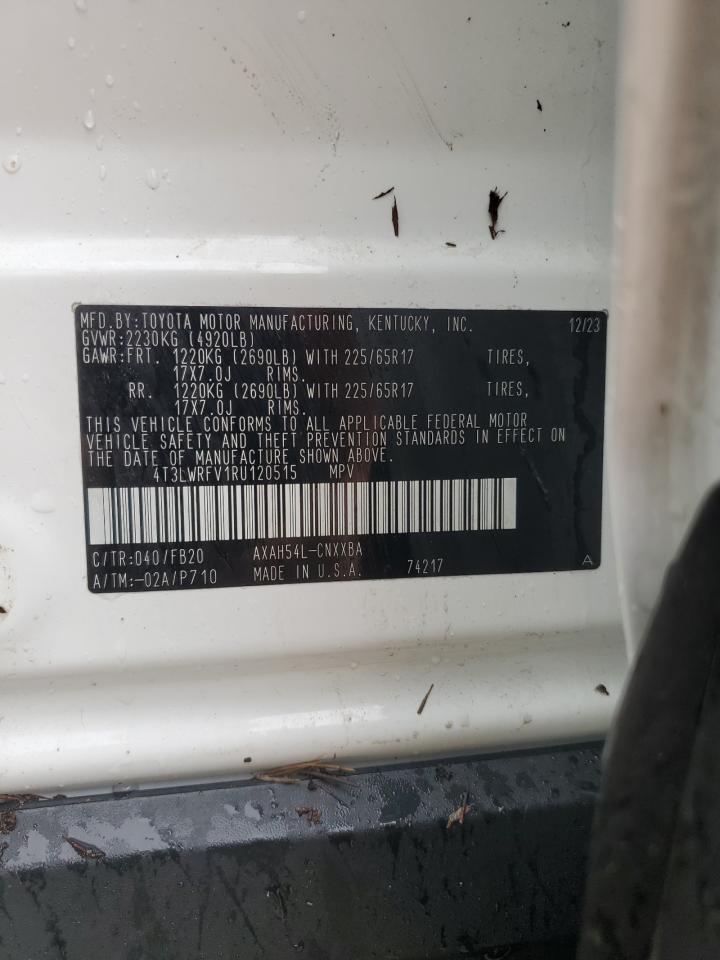 MFD.BY:TOYOTA MOTOR MANUFACTURING, KENTUCKY, INC. 12/23
GVWR:2230KG (4920LB)
GAWR:FRT. 1220KG (2690LB) WITH 225/65R17 TIRES,
17X7.0J RIMS.
RR. 1220KG (2690LB) WITH 225/65R17 TIRES,
17X7.0J RIMS.
THIS VEHICLE CONFORMS TO ALL APPLICABLE FEDERAL MOTOR
VEHICLE SAFETY AND THEFT PREVENTION STANDARDS IN EFFECT ON
THE DATE OF MANUFACTURE SHOWN ABOVE.
4T3LWRFV1RU120515 MPV
C/TR:040/FB20 AXAH54L-CNXXBA
A/TM:-02A/P710 MADE IN U.S.A. 74217 A